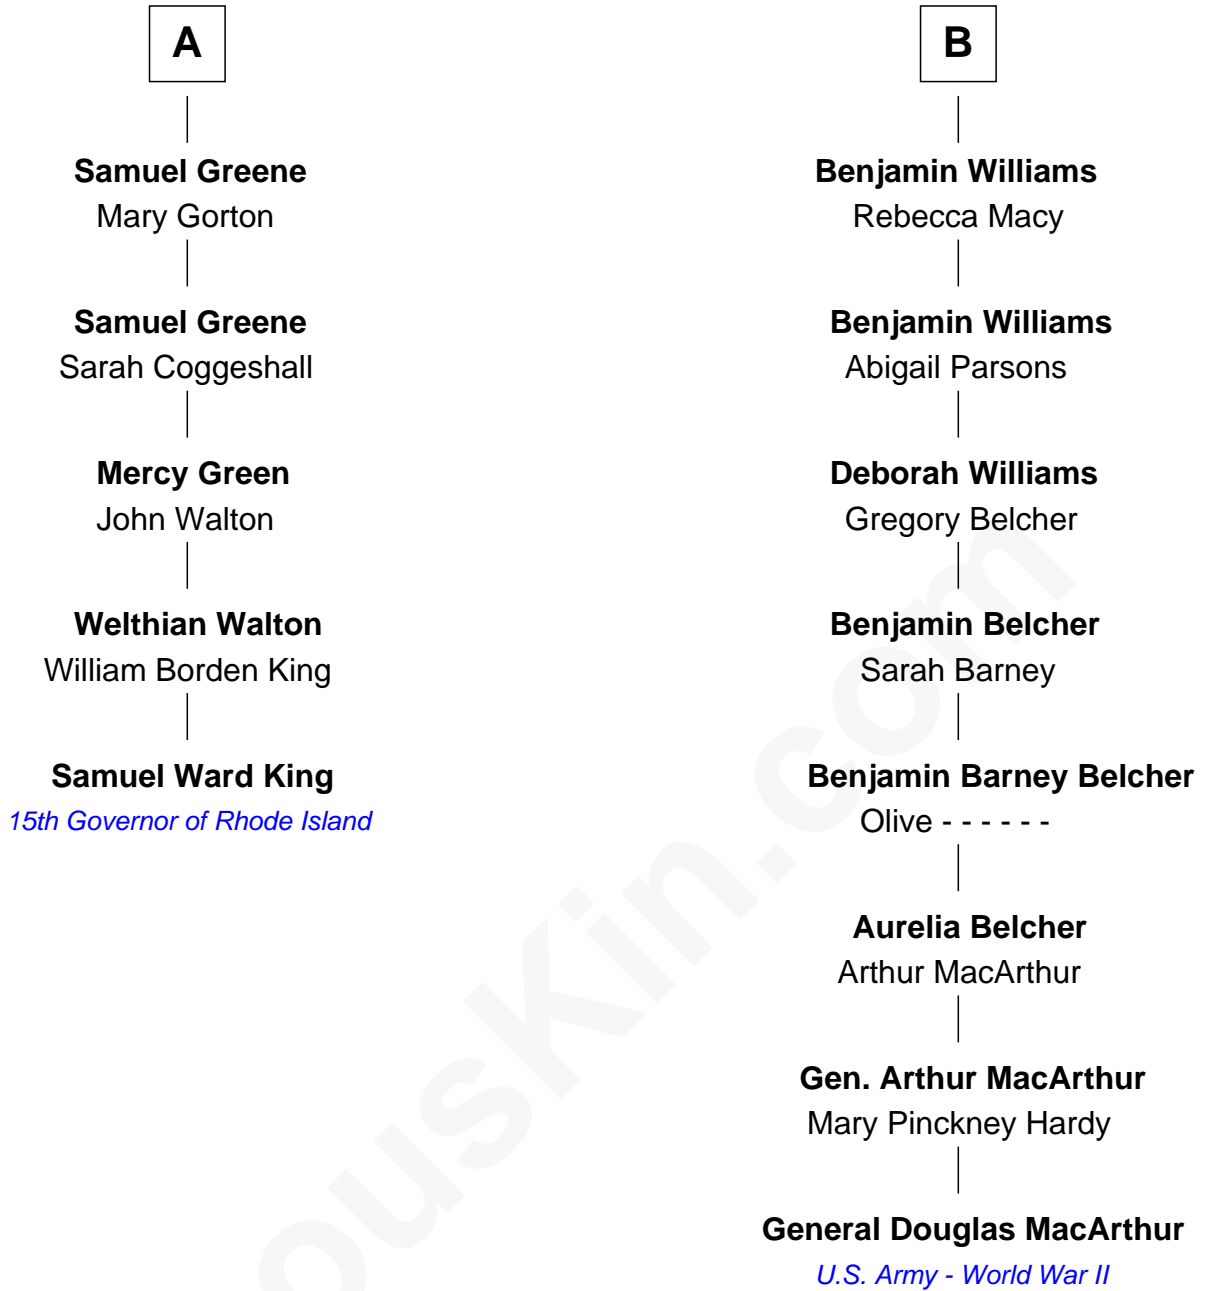 A
Samuel Greene
Mary Gorton
Samuel Greene
Sarah Coggeshall
Mercy Green
John Walton
Welthian Walton
William Borden King
Samuel Ward King
15th Governor of Rhode Island
B
Benjamin Williams
Rebecca Macy
Benjamin Williams
Abigail Parsons
Deborah Williams
Gregory Belcher
Benjamin Belcher
Sarah Barney
Benjamin Barney Belcher
Olive - - - - - -
Aurelia Belcher
Arthur MacArthur
Gen. Arthur MacArthur
Mary Pinckney Hardy
General Douglas MacArthur
U.S. Army - World War II
ousKin.com